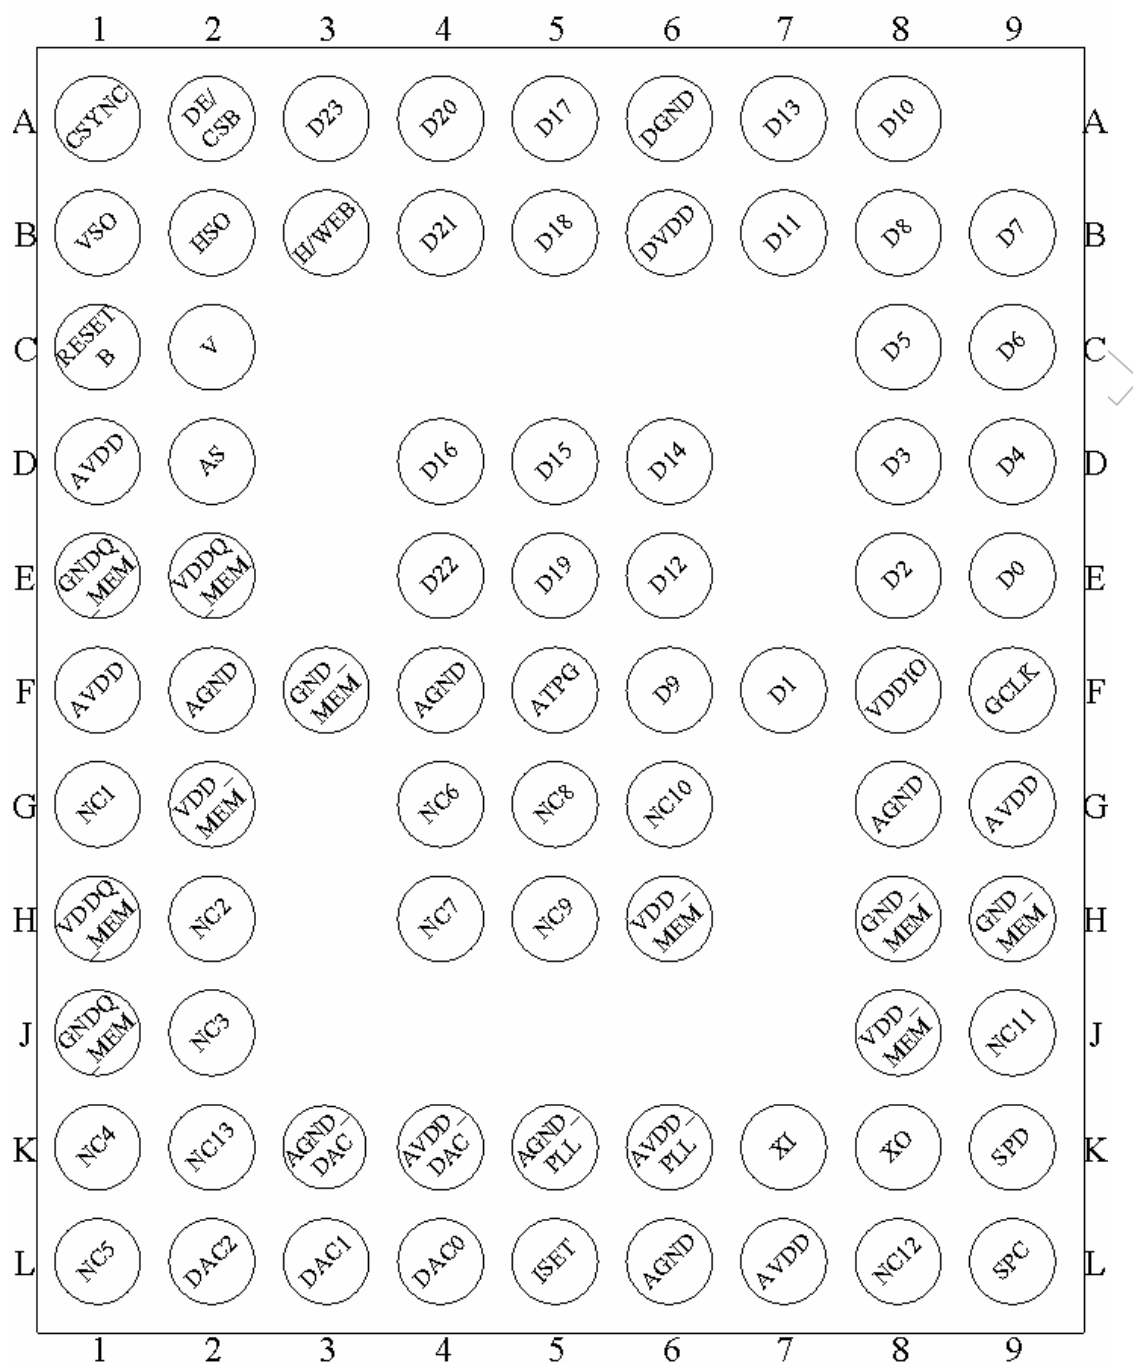 1 2 3 4 5 6 7 8 9
A CSYNC DE/ CSB D23 D20 D17 DGND D13 D10 A
B VSO HSO H/WEB D21 D18 DVDD D11 D8 D7 B
C RESET B V D5 D6 C
D AVDD AS D16 D15 D14 D3 D4 D
E GNDQ _MEM VDDQ _MEM D22 D19 D12 D2 D0 E
F AVDD AGND GND_ MEM AGND ATPG D9 D1 VDDIO GCLK F
G NC1 VDD_ MEM NC6 NC8 NC10 AGND AVDD G
H VDDQ _MEM NC2 NC7 NC9 VDD_ MEM GND_ MEM GND_ MEM H
J GNDQ _MEM NC3 VDD_ MEM NC11 J
K NC4 NC13 AGND_ DAC AVDD_ DAC AGND_ PLL AVDD_ PLL XI XO SPD K
L NC5 DAC2 DAC1 DAC0 ISET AGND AVDD NC12 SPC L
1 2 3 4 5 6 7 8 9